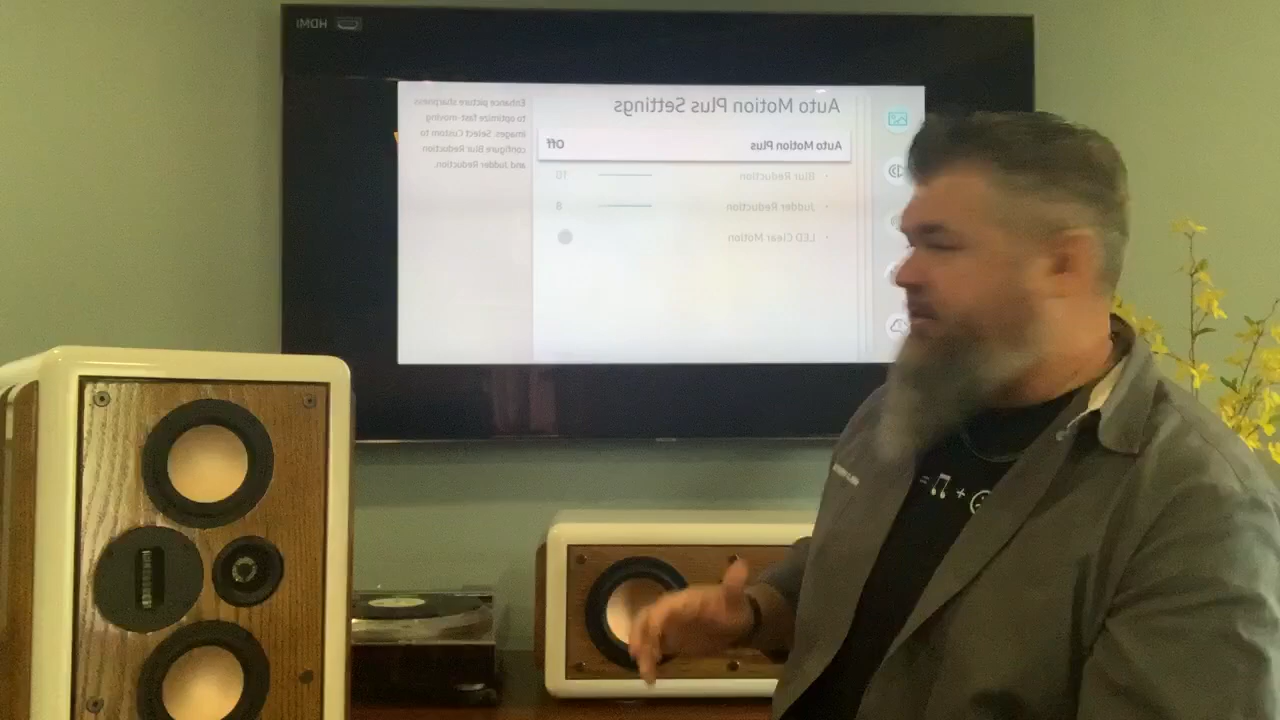 HDMI
Auto Motion Plus Settings
Auto Motion Plus Off
· Blur Reduction 10
· Judder Reduction 8
· LED Clear Motion
Enhance picture sharpness
to optimize fast-moving
images. Select Custom to
configure Blur Reduction
and Judder Reduction.
= +